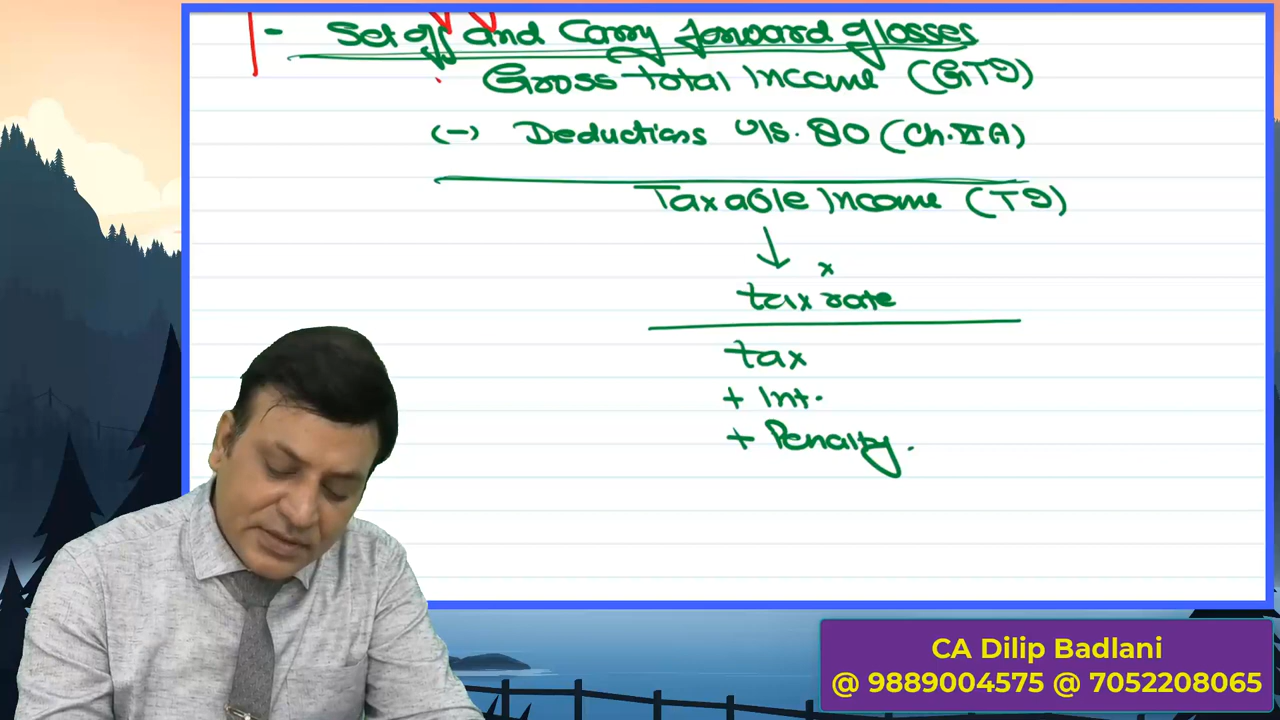 - Set off and Carry forward of losses
Gross total Income (GTI)
(-) Deductions U/s. 80 (Ch. VI A)
Taxable Income (TI)
↓ x
tax rate
tax
+ Int.
+ Penalty.
CA Dilip Badlani
@ 9889004575 @ 7052208065